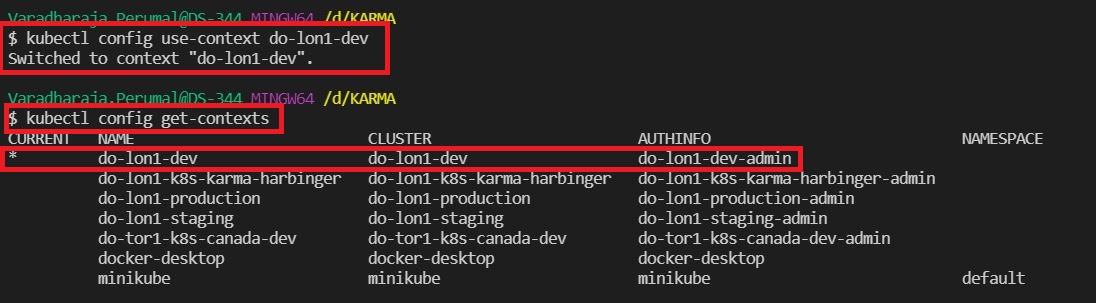 Varadharaja.Perumal@DS-344 MINGW64 /d/KARMA
$ kubectl config use-context do-lon1-dev
Switched to context "do-lon1-dev".
Varadharaja.Perumal@DS-344 MINGW64 /d/KARMA
$ kubectl config get-contexts
CURRENT NAME CLUSTER AUTHINFO NAMESPACE
* do-lon1-dev do-lon1-dev do-lon1-dev-admin
do-lon1-k8s-karma-harbinger do-lon1-k8s-karma-harbinger do-lon1-k8s-karma-harbinger-admin
do-lon1-production do-lon1-production do-lon1-production-admin
do-lon1-staging do-lon1-staging do-lon1-staging-admin
do-tor1-k8s-canada-dev do-tor1-k8s-canada-dev do-tor1-k8s-canada-dev-admin
docker-desktop docker-desktop docker-desktop
minikube minikube minikube default